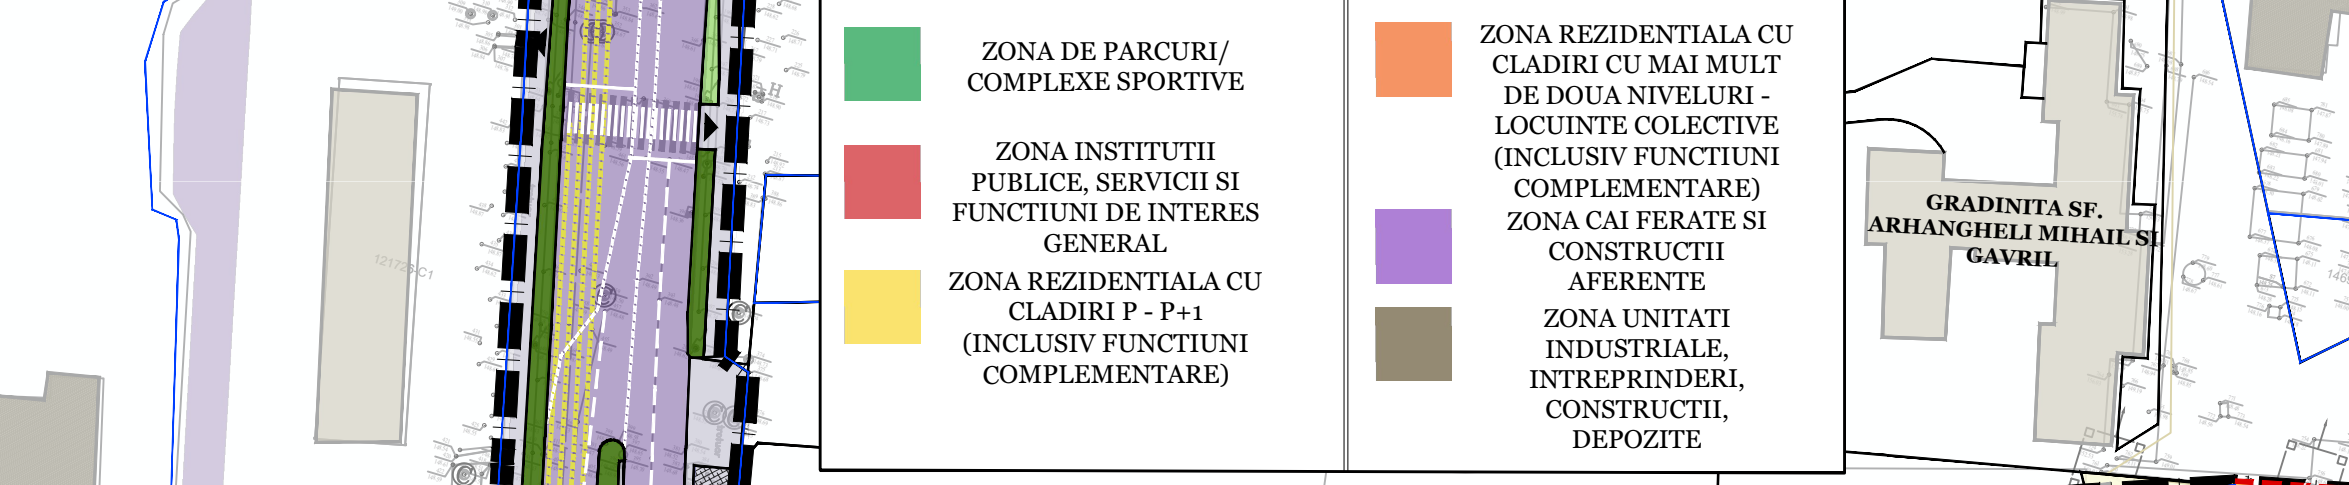 ZONA DE PARCURI/
COMPLEXE SPORTIVE
ZONA INSTITUTII
PUBLICE, SERVICII SI
FUNCTIUNI DE INTERES
GENERAL
ZONA REZIDENTIALA CU
CLADIRI P - P+1
(INCLUSIV FUNCTIUNI
COMPLEMENTARE)
ZONA REZIDENTIALA CU
CLADIRI CU MAI MULT
DE DOUA NIVELURI -
LOCUINTE COLECTIVE
(INCLUSIV FUNCTIUNI
COMPLEMENTARE)
ZONA CAI FERATE SI
CONSTRUCTII
AFERENTE
ZONA UNITATI
INDUSTRIALE,
INTREPRINDERI,
CONSTRUCTII,
DEPOZITE
GRADINITA SF.
ARHANGHELI MIHAIL SI
GAVRIL
H